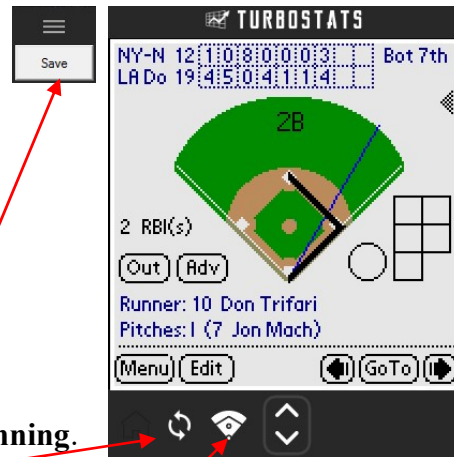 TURBOSTATS
Save
NY-N 12 1 0 8 0 0 0 3 Bot 7th
LA Do 19 4 5 0 4 1 1 4
2B
2 RBI(s)
Out Adv
Runner: 10 Don Trifari
Pitches: I (7 Jon Mach)
Menu Edit GoTo
nning.